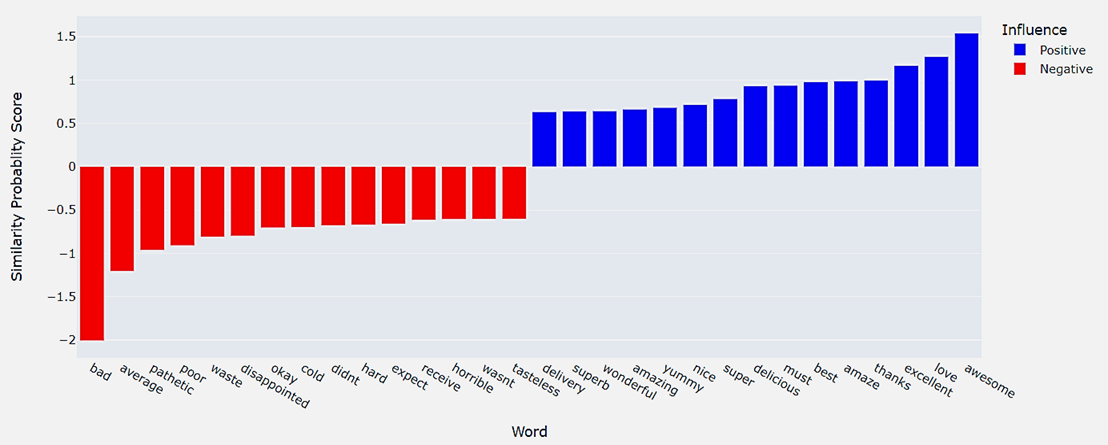 Influence
Positive
Negative
Similarity Probablity Score
1.5
1
0.5
0
−0.5
−1
−1.5
−2
bad
average
pathetic
poor
waste
disappointed
okay
cold
didnt
hard
expect
receive
horrible
wasnt
tasteless
delivery
superb
wonderful
amazing
yummy
nice
super
delicious
must
best
amaze
thanks
excellent
love
awesome
Word